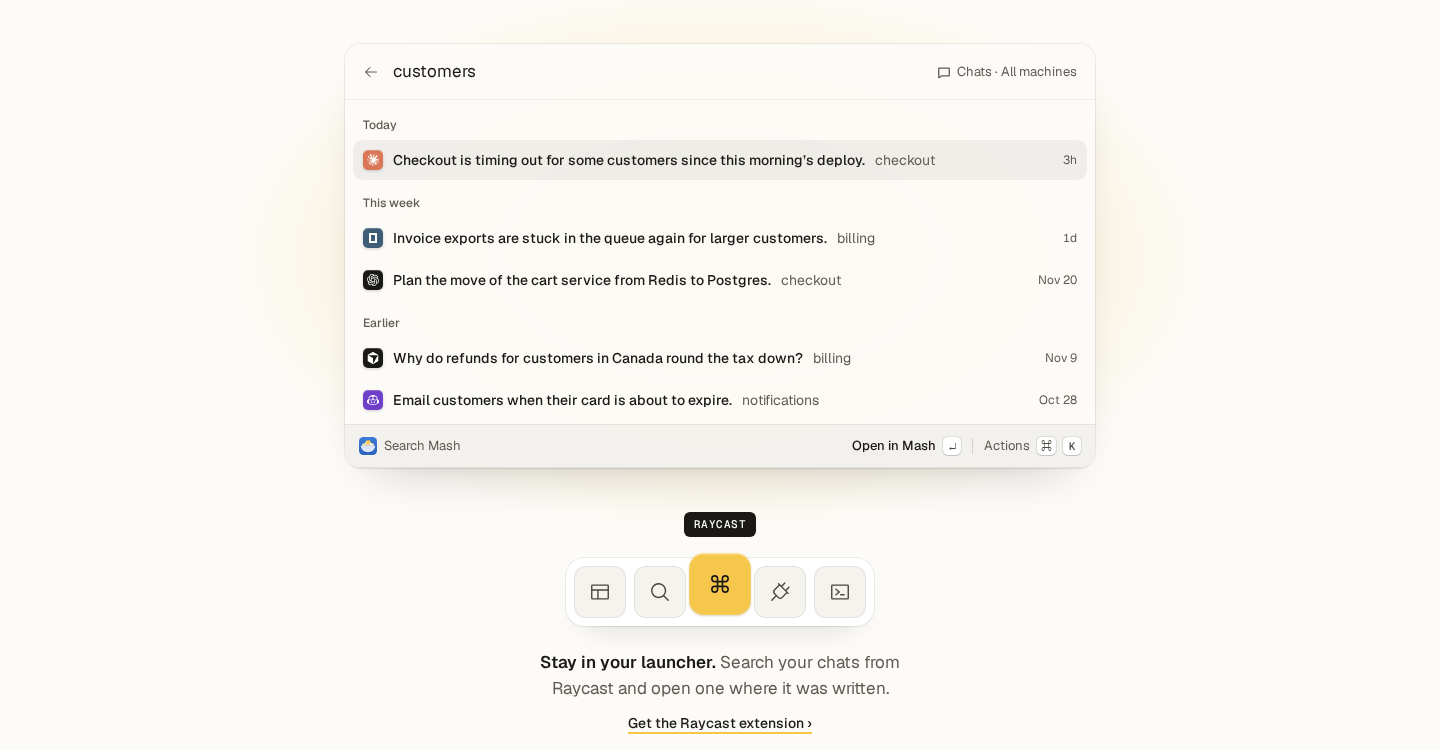 customers
Chats · All machines
Today
Checkout is timing out for some customers since this morning’s deploy. checkout 3h
This week
Invoice exports are stuck in the queue again for larger customers. billing 1d
Plan the move of the cart service from Redis to Postgres. checkout Nov 20
Earlier
Why do refunds for customers in Canada round the tax down? billing Nov 9
Email customers when their card is about to expire. notifications Oct 28
Search Mash
Open in Mash ↵ Actions ⌘ K
RAYCAST
⌘
Stay in your launcher. Search your chats from
Raycast and open one where it was written.
Get the Raycast extension ›